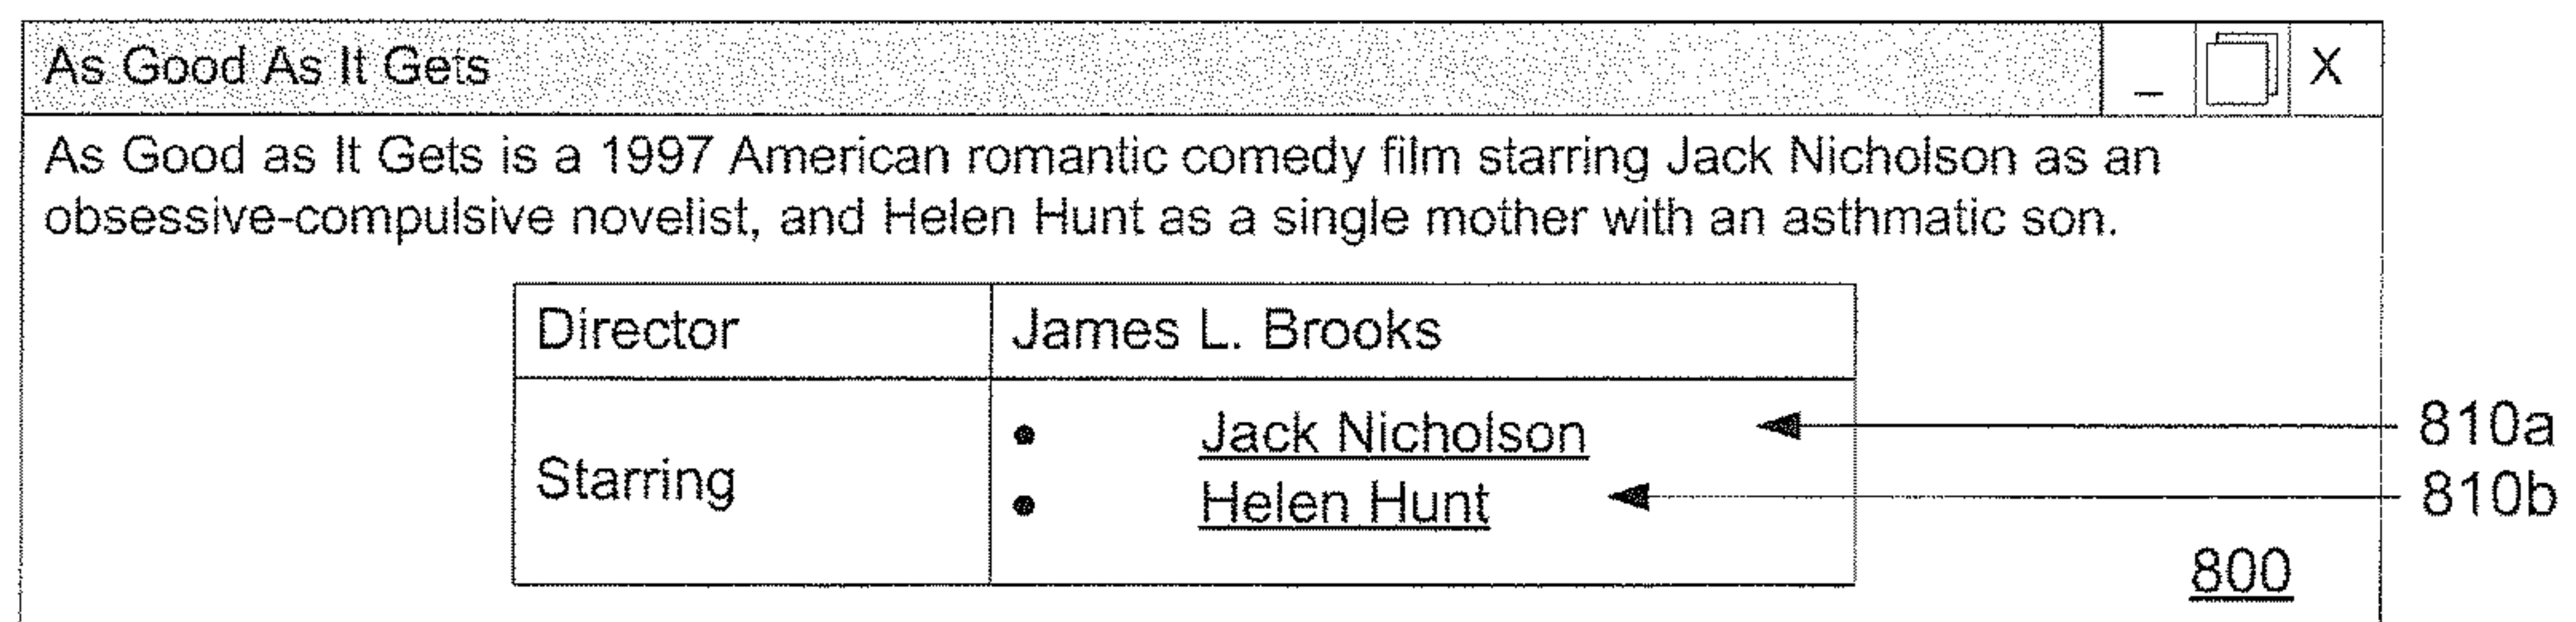 As Good As It Gets
_ X
As Good as It Gets is a 1997 American romantic comedy film starring Jack Nicholson as an
obsessive-compulsive novelist, and Helen Hunt as a single mother with an asthmatic son.
Director James L. Brooks
Starring
• Jack Nicholson
• Helen Hunt
810a
810b
800